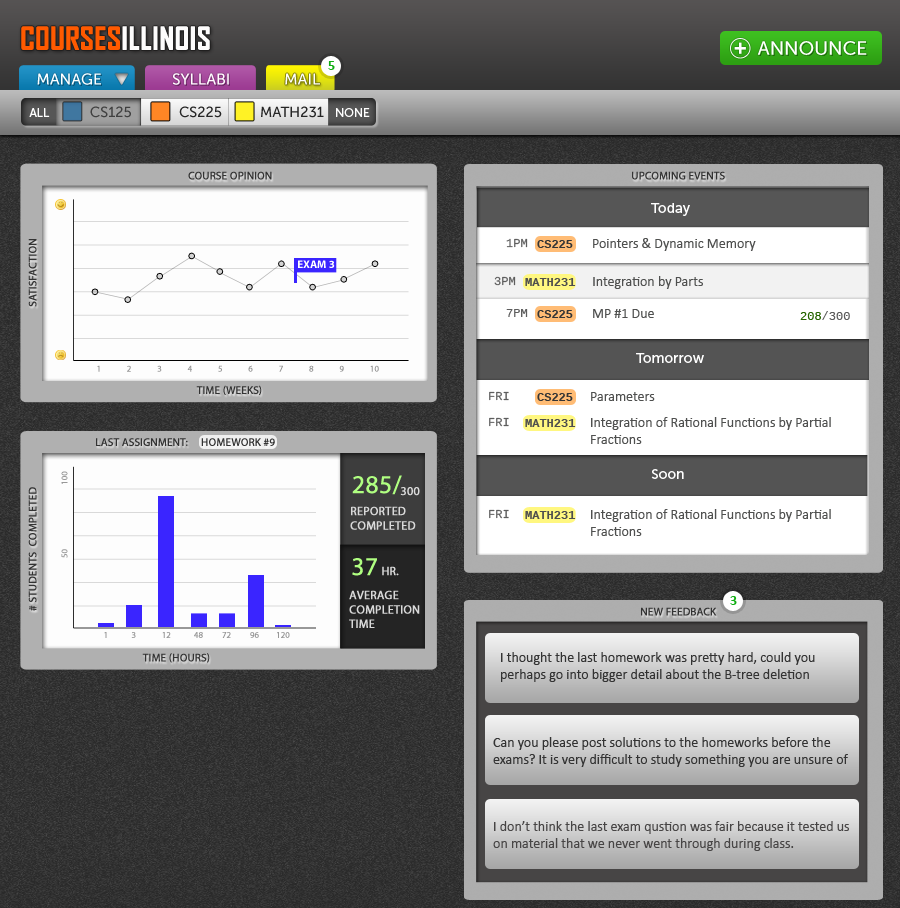 COURSESILLINOIS
+ ANNOUNCE
MANAGE SYLLABI MAIL 5
ALL CS125 CS225 MATH231 NONE
COURSE OPINION
SATISFACTION
EXAM 3
1 2 3 4 5 6 7 8 9 10
TIME (WEEKS)
LAST ASSIGNMENT: HOMEWORK #9
# STUDENTS COMPLETED
100
50
1 3 12 48 72 96 120
TIME (HOURS)
285/300
REPORTED
COMPLETED
37 HR.
AVERAGE
COMPLETION
TIME
UPCOMING EVENTS
Today
1PM CS225 Pointers & Dynamic Memory
3PM MATH231 Integration by Parts
7PM CS225 MP #1 Due 208/300
Tomorrow
FRI CS225 Parameters
FRI MATH231 Integration of Rational Functions by Partial
Fractions
Soon
FRI MATH231 Integration of Rational Functions by Partial
Fractions
NEW FEEDBACK 3
I thought the last homework was pretty hard, could you
perhaps go into bigger detail about the B-tree deletion
Can you please post solutions to the homeworks before the
exams? It is very difficult to study something you are unsure of
I don't think the last exam qustion was fair because it tested us
on material that we never went through during class.